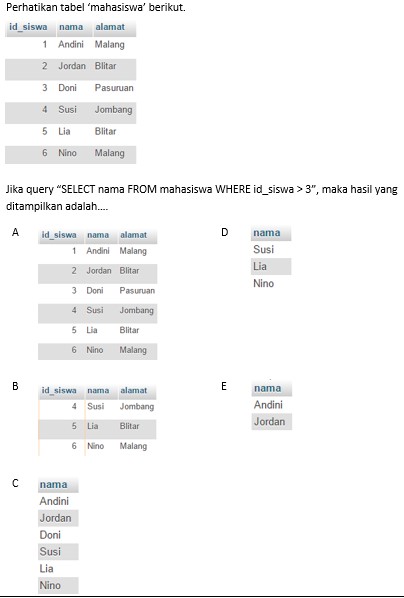 Perhatikan tabel ‘mahasiswa’ berikut.
id_siswa nama alamat
1 Andini Malang
2 Jordan Blitar
3 Doni Pasuruan
4 Susi Jombang
5 Lia Blitar
6 Nino Malang
Jika query “SELECT nama FROM mahasiswa WHERE id_siswa > 3”, maka hasil yang
ditampilkan adalah....
A
id_siswa nama alamat
1 Andini Malang
2 Jordan Blitar
3 Doni Pasuruan
4 Susi Jombang
5 Lia Blitar
6 Nino Malang
B
id_siswa nama alamat
4 Susi Jombang
5 Lia Blitar
6 Nino Malang
C
nama
Andini
Jordan
Doni
Susi
Lia
Nino
D
nama
Susi
Lia
Nino
E
nama
Andini
Jordan